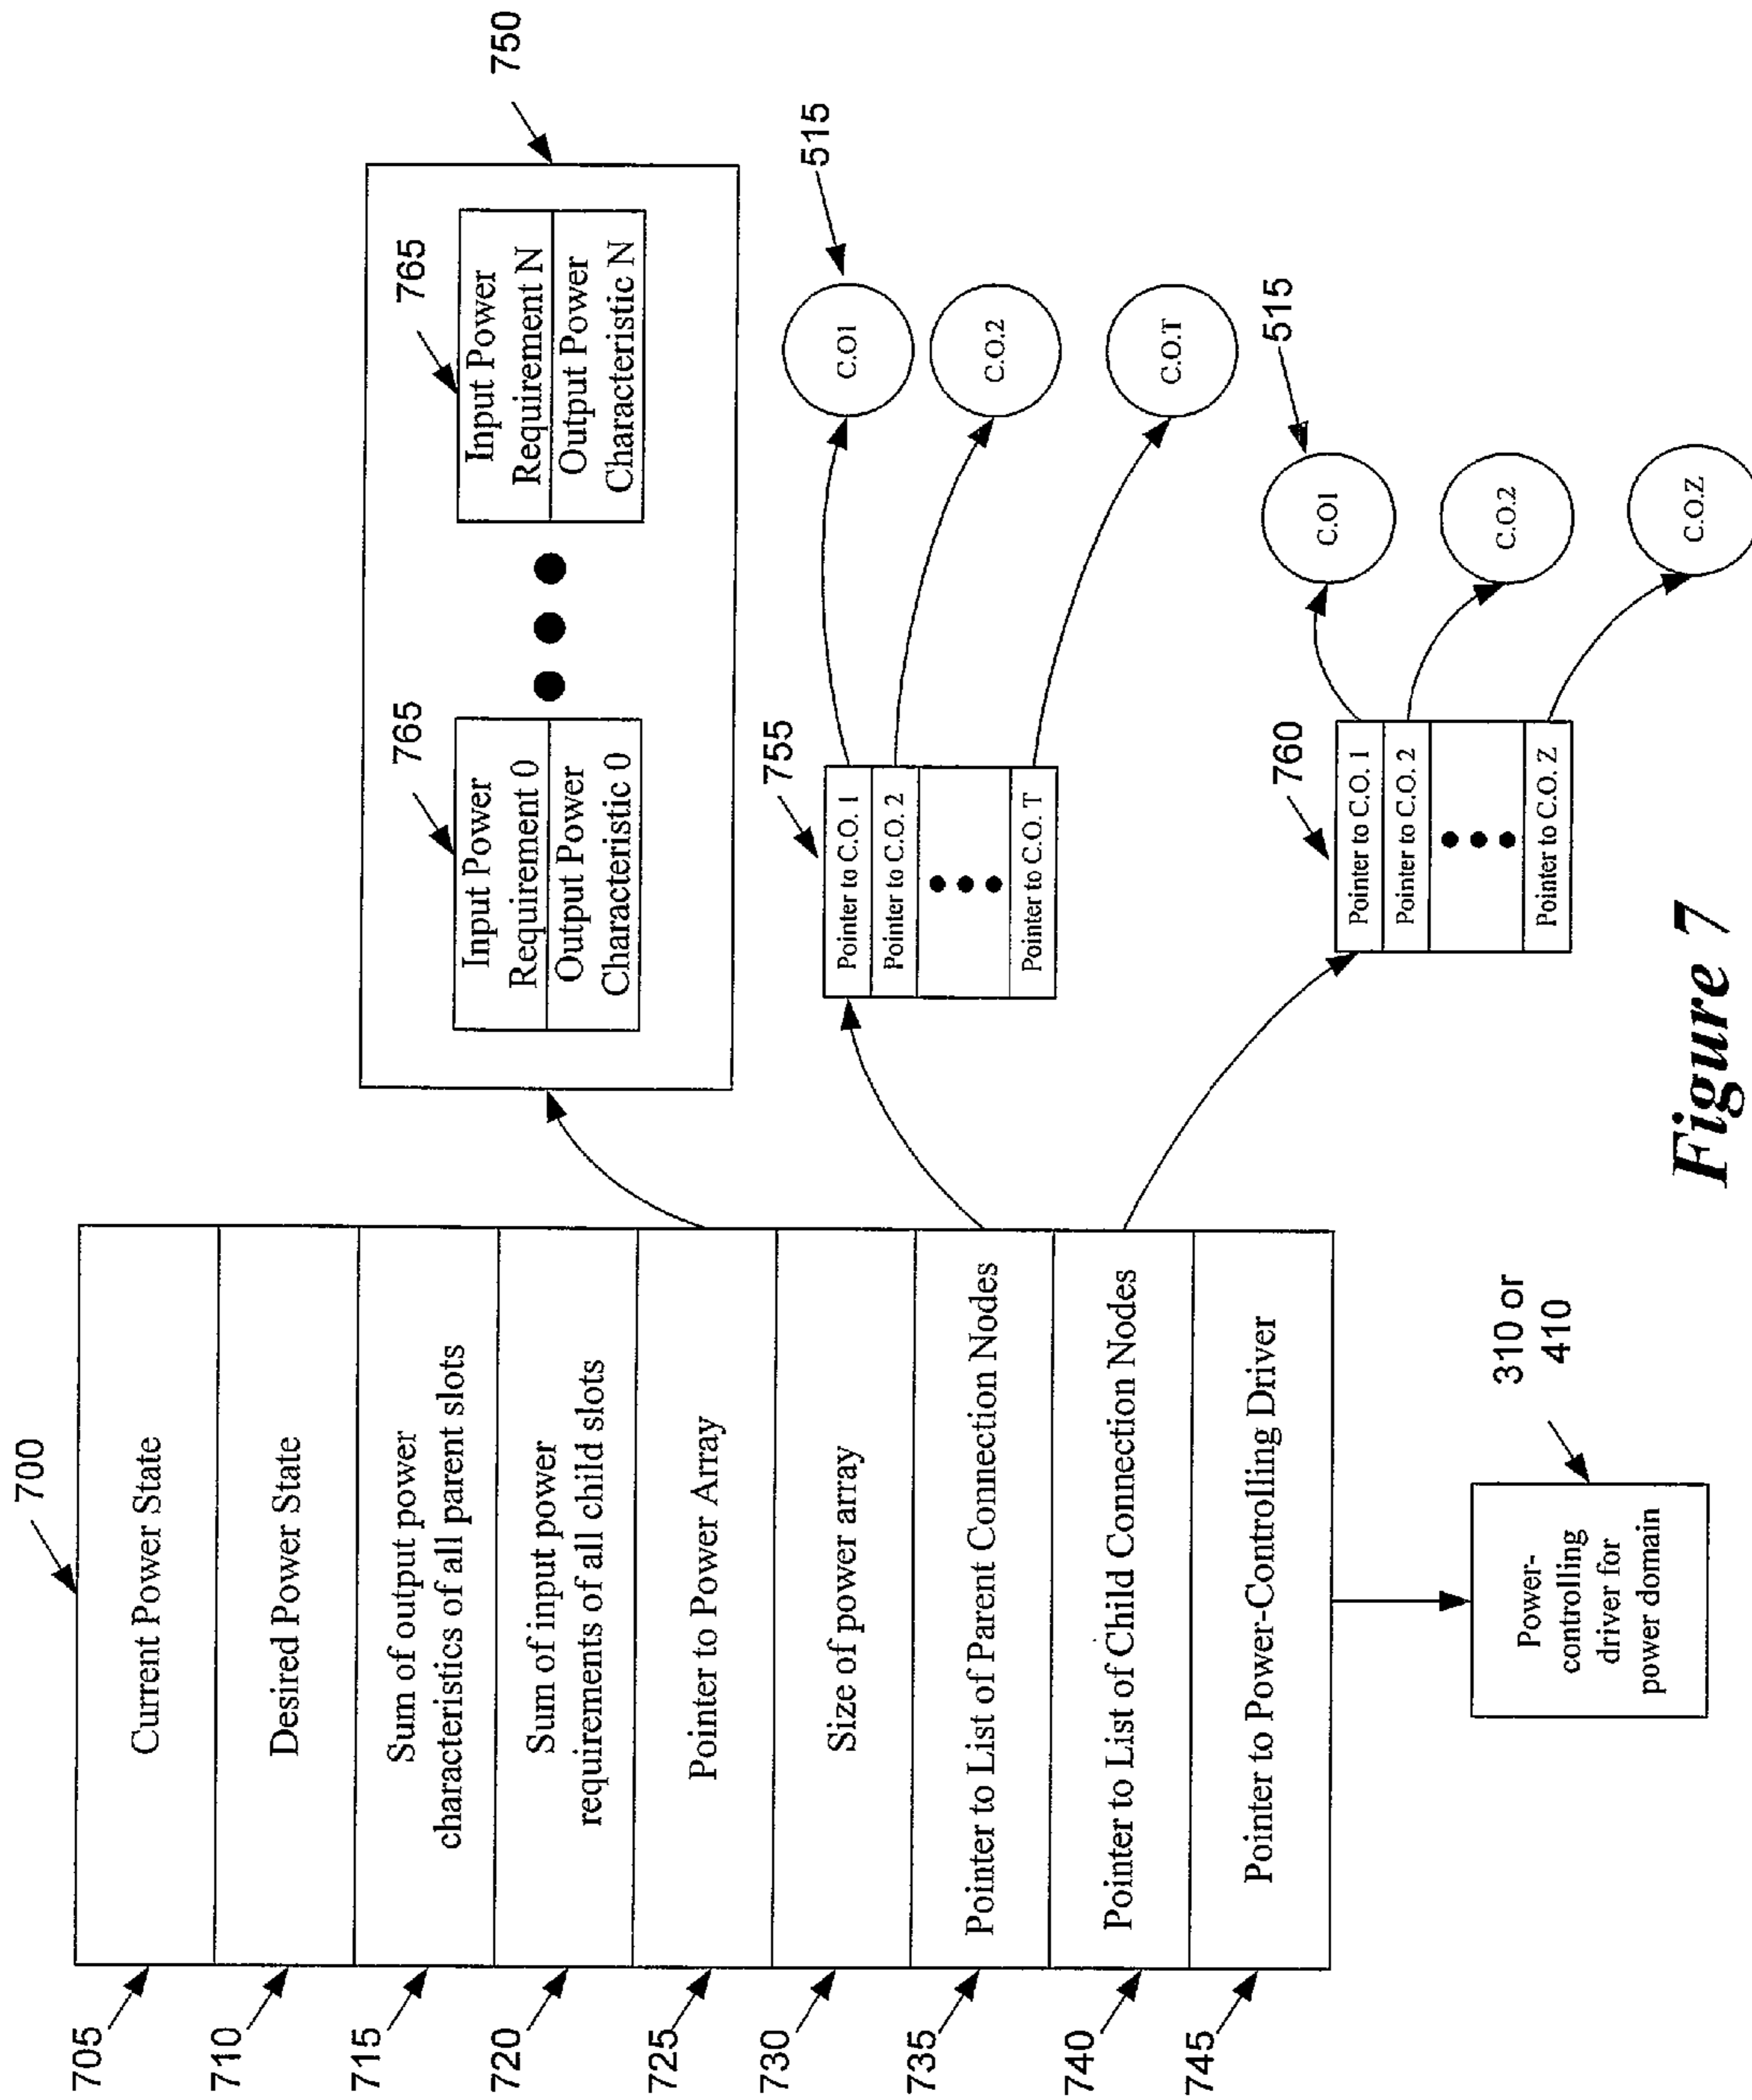 700
705
Current Power State
710
Desired Power State
715
Sum of output power
characteristics of all parent slots
720
Sum of input power
requirements of all child slots
725
Pointer to Power Array
730
Size of power array
735
Pointer to List of Parent Connection Nodes
740
Pointer to List of Child Connection Nodes
745
Pointer to Power-Controlling Driver
310 or
410
Power-
controlling
driver for
power domain
750
765
Input Power
Requirement 0
Output Power
Characteristic 0
765
Input Power
Requirement N
Output Power
Characteristic N
755
Pointer to C.O. 1
Pointer to C.O. 2
Pointer to C.O. T
515
C.O1
C.O.2
C.O.T
760
Pointer to C.O. 1
Pointer to C.O. 2
Pointer to C.O. Z
515
C.O1
C.O.2
C.O.Z
Figure 7